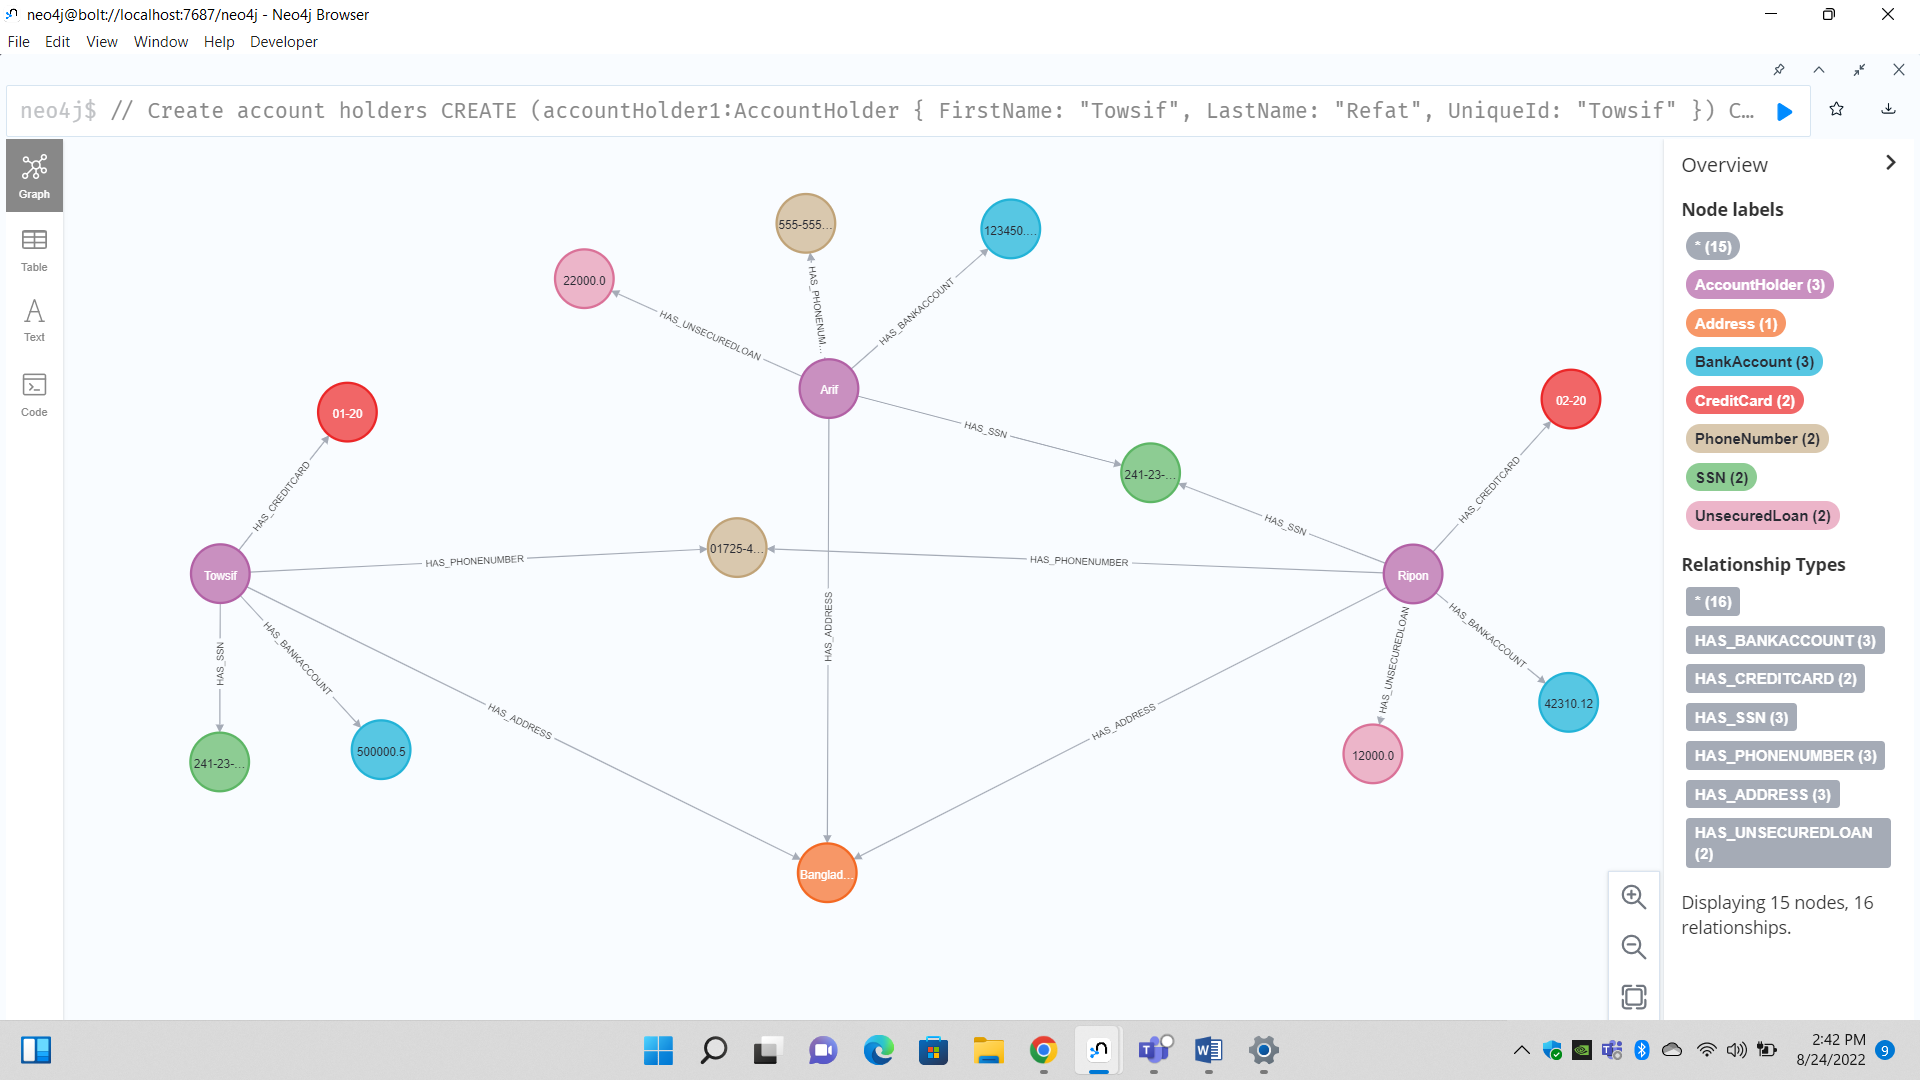 neo4j@bolt://localhost:7687/neo4j - Neo4j Browser
File Edit View Window Help Developer
neo4j$ // Create account holders CREATE (accountHolder1:AccountHolder { FirstName: "Towsif", LastName: "Refat", UniqueId: "Towsif" }) C…
Graph
Table
Text
Code
555-555...
123450....
22000.0
HAS_PHONENUM...
HAS_BANKACCOUNT
HAS_UNSECUREDLOAN
Arif
01-20
02-20
HAS_SSN
241-23-...
HAS_CREDITCARD
HAS_CREDITCARD
HAS_SSN
01725-4...
HAS_PHONENUMBER
HAS_PHONENUMBER
Towsif
Ripon
HAS_ADDRESS
HAS_SSN
HAS_BANKACCOUNT
HAS_UNSECUREDLOAN
HAS_BANKACCOUNT
HAS_ADDRESS
HAS_ADDRESS
42310.12
241-23-...
500000.5
12000.0
Banglad...
Overview
Node labels
* (15)
AccountHolder (3)
Address (1)
BankAccount (3)
CreditCard (2)
PhoneNumber (2)
SSN (2)
UnsecuredLoan (2)
Relationship Types
* (16)
HAS_BANKACCOUNT (3)
HAS_CREDITCARD (2)
HAS_SSN (3)
HAS_PHONENUMBER (3)
HAS_ADDRESS (3)
HAS_UNSECUREDLOAN
(2)
Displaying 15 nodes, 16
relationships.
2:42 PM
8/24/2022
9